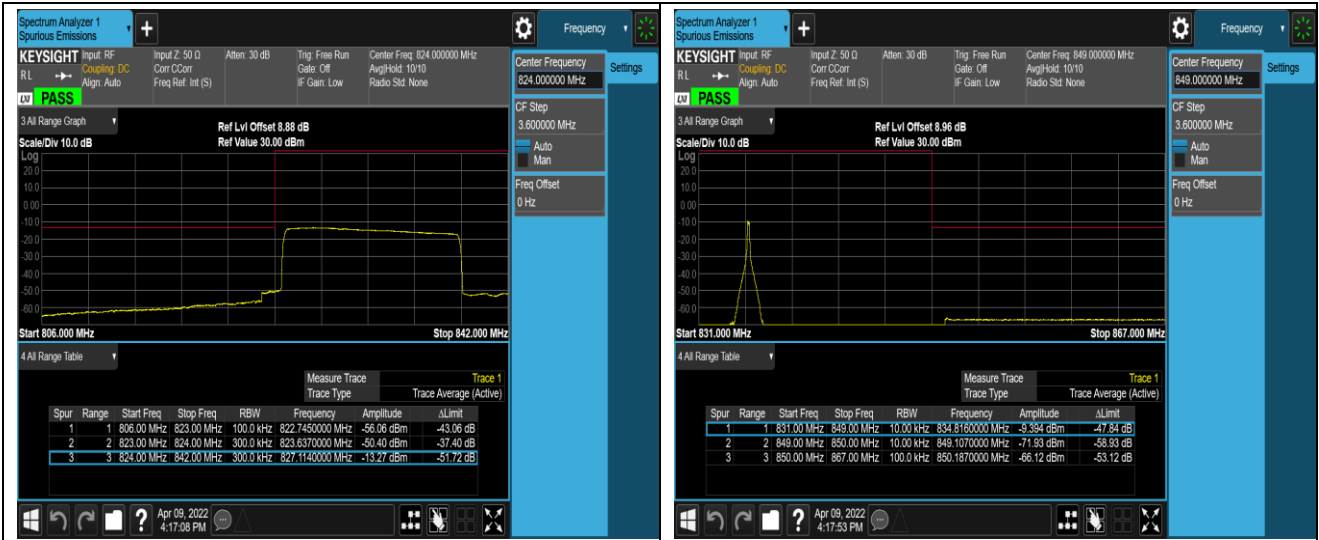 Spectrum Analyzer 1
Spurious Emissions
Frequency
KEYSIGHT Input: RF Input Z: 50 Ω Atten: 30 dB Trig: Free Run Center Freq: 824.000000 MHz
Coupling: DC Corr CCorr Gate: Off Avg|Hold: 10/10
RL Align: Auto Freq Ref: Int (S) IF Gain: Low Radio Std: None
PASS
Center Frequency
824.000000 MHz
Settings
CF Step
3.600000 MHz
Auto
Man
Freq Offset
0 Hz
3 All Range Graph
Ref Lvl Offset 8.88 dB
Scale/Div 10.0 dB Ref Value 30.00 dBm
Log
20.0
10.0
0.00
-10.0
-20.0
-30.0
-40.0
-50.0
-60.0
Start 806.000 MHz Stop 842.000 MHz
4 All Range Table
Measure Trace Trace 1
Trace Type Trace Average (Active)
Spur Range Start Freq Stop Freq RBW Frequency Amplitude ΔLimit
1 1 806.00 MHz 823.00 MHz 100.0 kHz 822.7450000 MHz -56.06 dBm -43.06 dB
2 2 823.00 MHz 824.00 MHz 300.0 kHz 823.6370000 MHz -50.40 dBm -37.40 dB
3 3 824.00 MHz 842.00 MHz 300.0 kHz 827.1140000 MHz -13.27 dBm -51.72 dB
?
Apr 09, 2022
4:17:08 PM
Spectrum Analyzer 1
Spurious Emissions
Frequency
KEYSIGHT Input: RF Input Z: 50 Ω Atten: 30 dB Trig: Free Run Center Freq: 849.000000 MHz
Coupling: DC Corr CCorr Gate: Off Avg|Hold: 10/10
RL Align: Auto Freq Ref: Int (S) IF Gain: Low Radio Std: None
PASS
Center Frequency
849.000000 MHz
Settings
CF Step
3.600000 MHz
Auto
Man
Freq Offset
0 Hz
3 All Range Graph
Ref Lvl Offset 8.96 dB
Scale/Div 10.0 dB Ref Value 30.00 dBm
Log
20.0
10.0
0.00
-10.0
-20.0
-30.0
-40.0
-50.0
-60.0
Start 831.000 MHz Stop 867.000 MHz
4 All Range Table
Measure Trace Trace 1
Trace Type Trace Average (Active)
Spur Range Start Freq Stop Freq RBW Frequency Amplitude ΔLimit
1 1 831.00 MHz 849.00 MHz 10.00 kHz 834.8160000 MHz -9.394 dBm -47.84 dB
2 2 849.00 MHz 850.00 MHz 10.00 kHz 849.1070000 MHz -71.93 dBm -58.93 dB
3 3 850.00 MHz 867.00 MHz 100.0 kHz 850.1870000 MHz -66.12 dBm -53.12 dB
?
Apr 09, 2022
4:17:53 PM